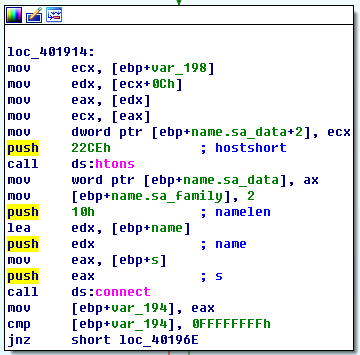 loc_401914:
mov ecx, [ebp+var_198]
mov edx, [ecx+0Ch]
mov eax, [edx]
mov ecx, [eax]
mov dword ptr [ebp+name.sa_data+2], ecx
push 22CEh ; hostshort
call ds:htons
mov word ptr [ebp+name.sa_data], ax
mov [ebp+name.sa_family], 2
push 10h ; namelen
lea edx, [ebp+name]
push edx ; name
mov eax, [ebp+s]
push eax ; s
call ds:connect
mov [ebp+var_194], eax
cmp [ebp+var_194], 0FFFFFFFFh
jnz short loc_40196E